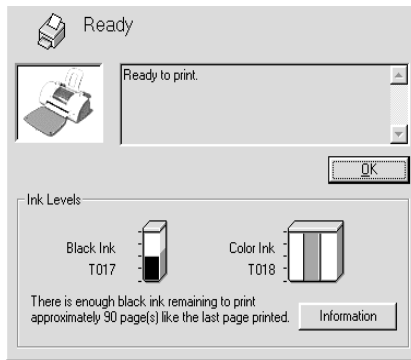 Ready
Ready to print.
OK
Ink Levels
Black Ink
T017
Color Ink
T018
There is enough black ink remaining to print
approximately 90 page(s) like the last page printed.
Information